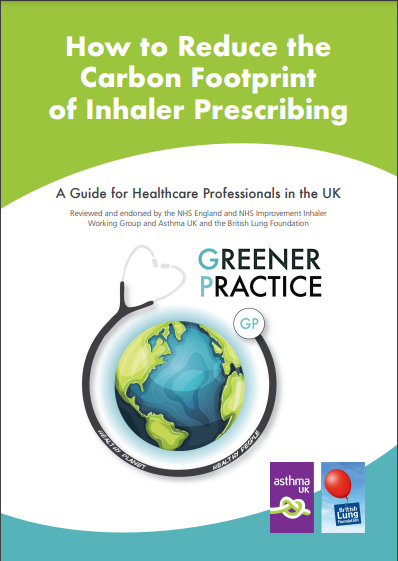 How to Reduce the
Carbon Footprint
of Inhaler Prescribing
A Guide for Healthcare Professionals in the UK
Reviewed and endorsed by the NHS England and NHS Improvement Inhaler
Working Group and Asthma UK and the British Lung Foundation
GREENER
PRACTICE
GP
HEALTHY PLANET
HEALTHY PEOPLE
asthma
UK
British
Lung
Foundation